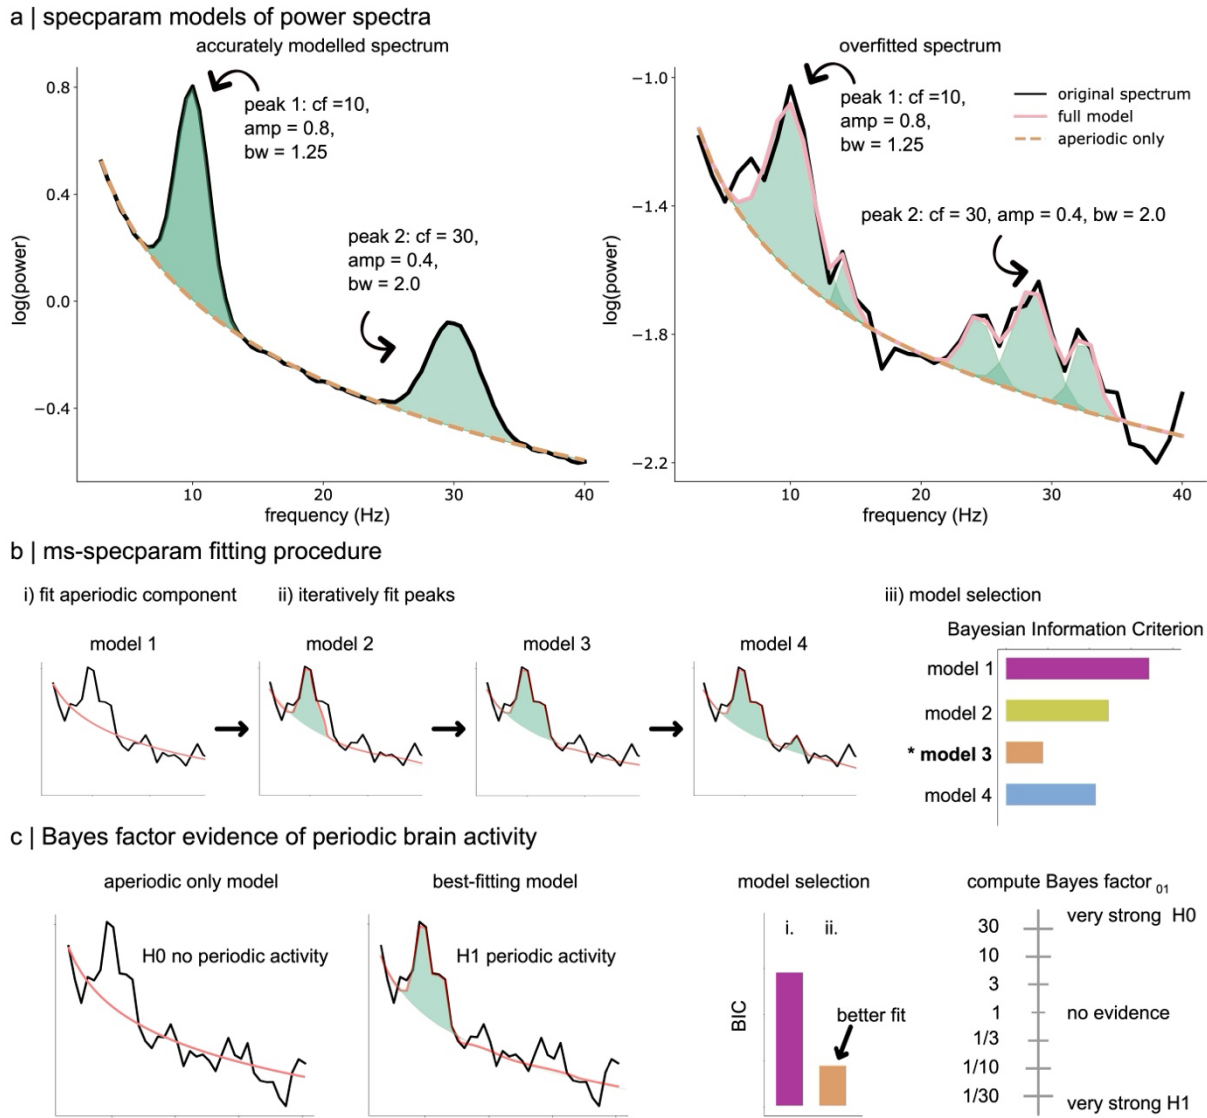 a | specparam models of power spectra
accurately modelled spectrum
0.8
0.4
0.0
−0.4
log(power)
peak 1: cf =10,
amp = 0.8,
bw = 1.25
peak 2: cf = 30,
amp = 0.4,
bw = 2.0
10
20
30
40
frequency (Hz)
overfitted spectrum
−1.0
−1.4
−1.8
−2.2
log(power)
peak 1: cf =10,
amp = 0.8,
bw = 1.25
original spectrum
full model
aperiodic only
peak 2: cf = 30, amp = 0.4, bw = 2.0
10
20
30
40
frequency (Hz)
b | ms-specparam fitting procedure
i) fit aperiodic component
ii) iteratively fit peaks
iii) model selection
model 1
model 2
model 3
model 4
Bayesian Information Criterion
model 1
model 2
* model 3
model 4
c | Bayes factor evidence of periodic brain activity
aperiodic only model
H0 no periodic activity
best-fitting model
H1 periodic activity
model selection
i.
ii.
BIC
better fit
compute Bayes factor 01
30
very strong H0
10
3
1
no evidence
1/3
1/10
1/30
very strong H1